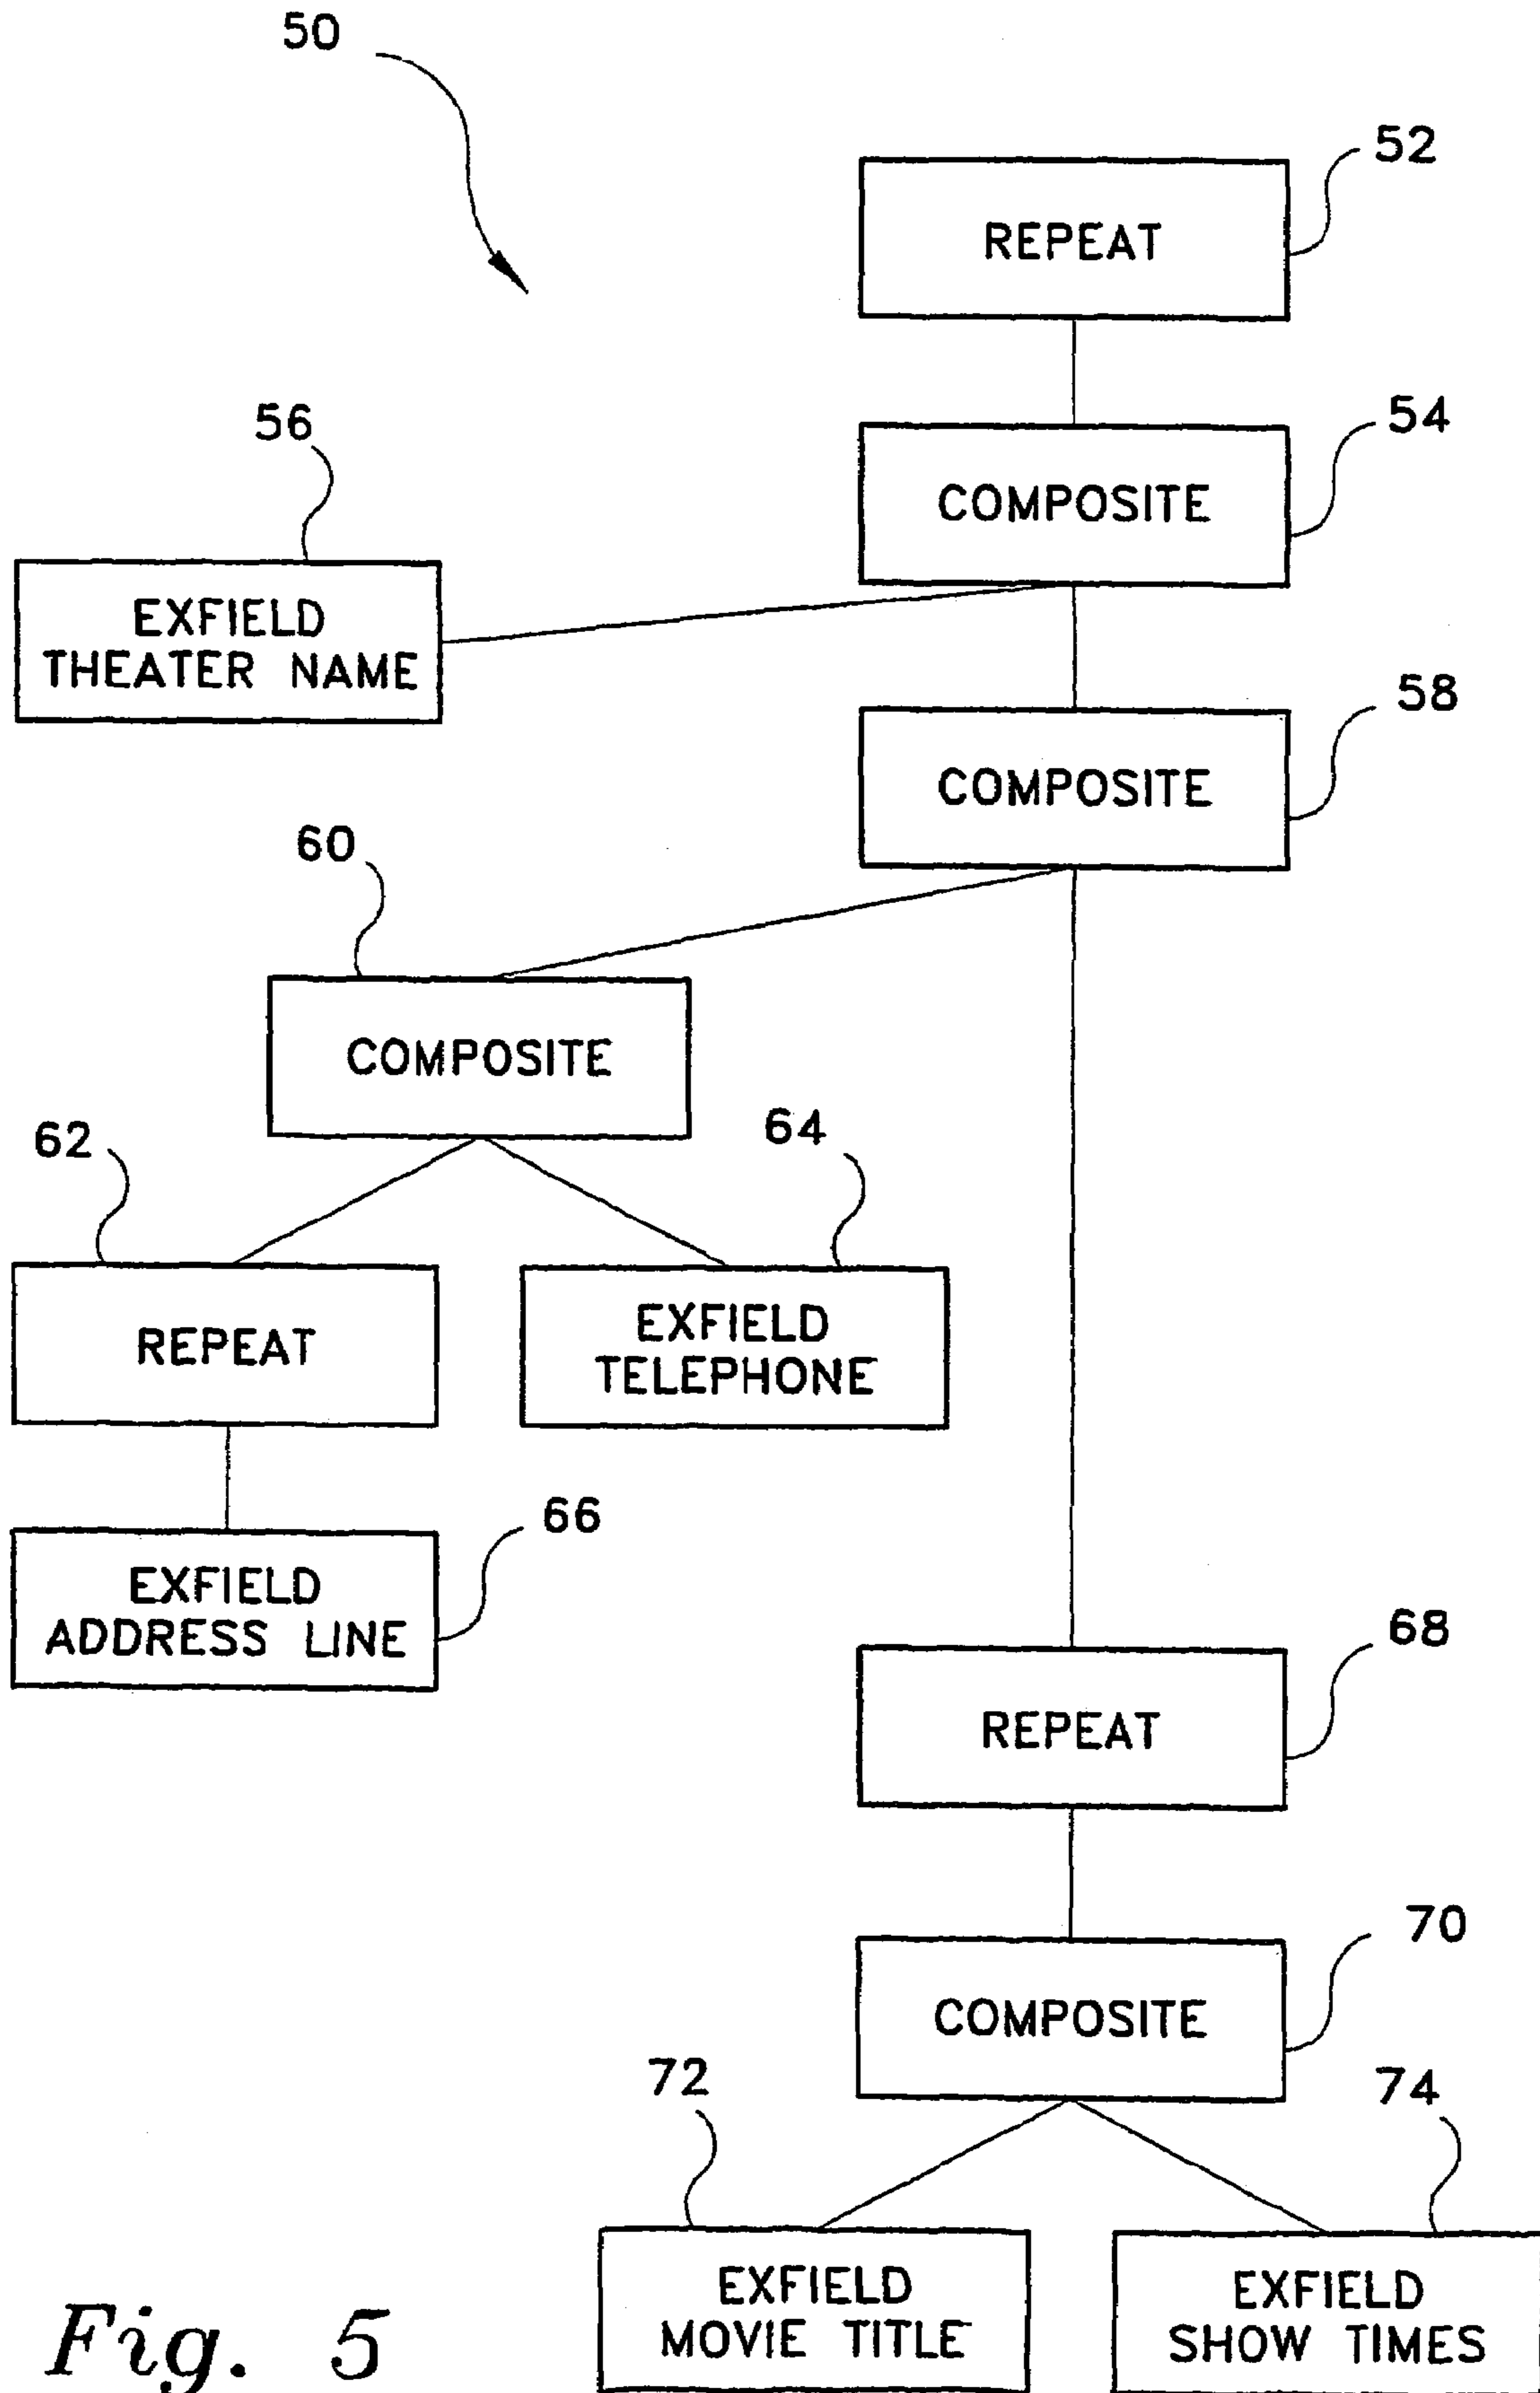 50
52
REPEAT
54
COMPOSITE
56
EXFIELD
THEATER NAME
58
COMPOSITE
60
COMPOSITE
62
REPEAT
64
EXFIELD
TELEPHONE
66
EXFIELD
ADDRESS LINE
68
REPEAT
70
COMPOSITE
72
EXFIELD
MOVIE TITLE
74
EXFIELD
SHOW TIMES
Fig. 5